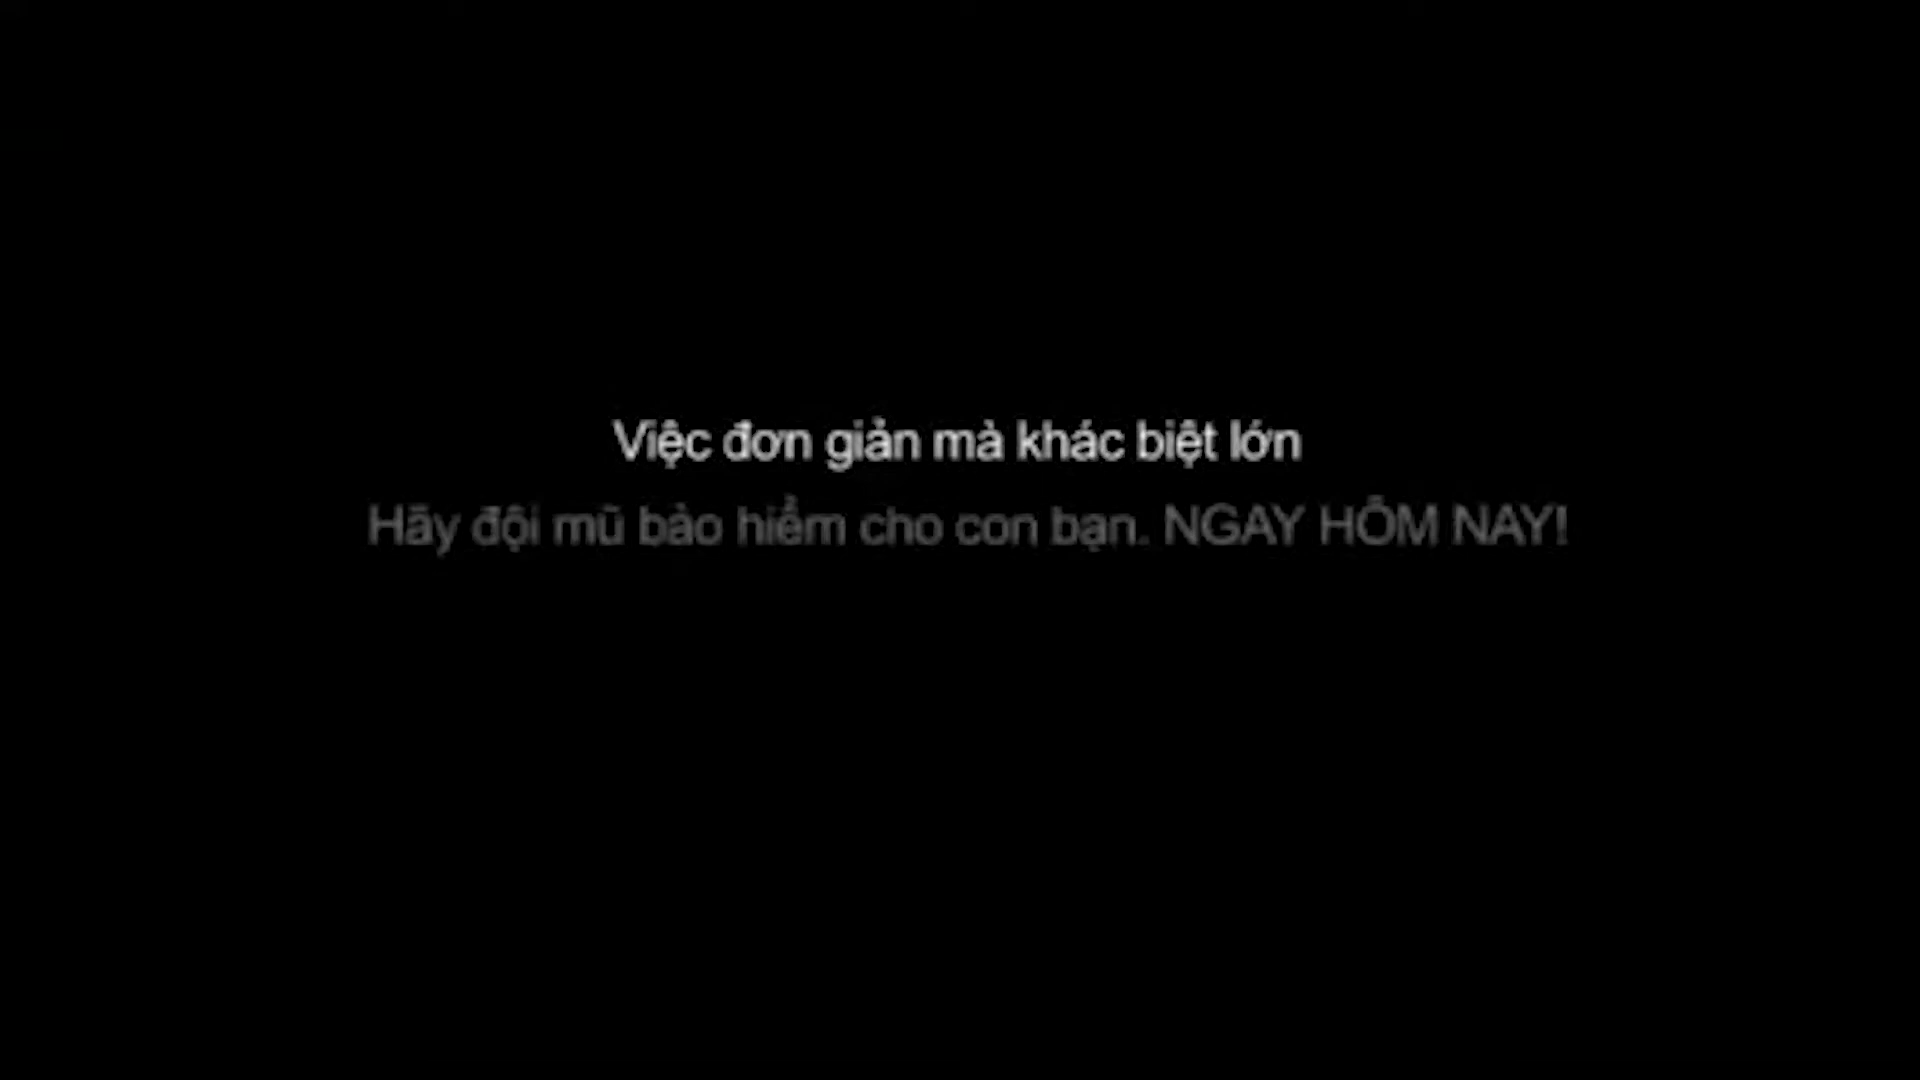 Việc đơn giản mà khác biệt lớn
Hãy đội mũ bảo hiểm cho con bạn. NGAY HÔM NAY!